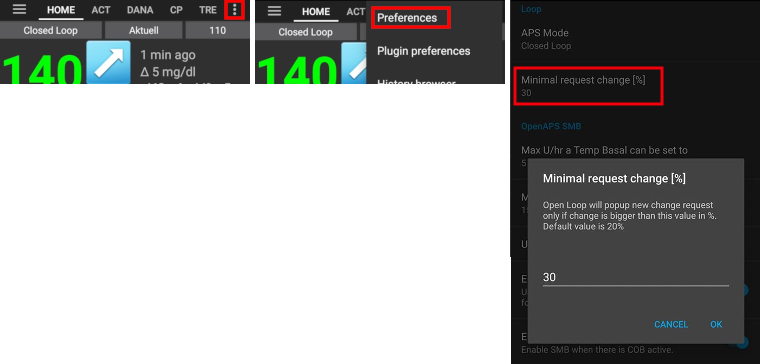 HOME ACT DANA CP TRE
Closed Loop Aktuell 110
140
1 min ago
Δ 5 mg/dl
HOME ACT
Closed Loop
140
Preferences
Plugin preferences
History browser
Loop
APS Mode
Closed Loop
Minimal request change [%]
30
OpenAPS SMB
Max U/hr a Temp Basal can be set to
5
Minimal request change [%]
Open Loop will popup new change request
only if change is bigger than this value in %.
Default value is 20%
30
CANCEL OK
Enable SMB when there is COB active.